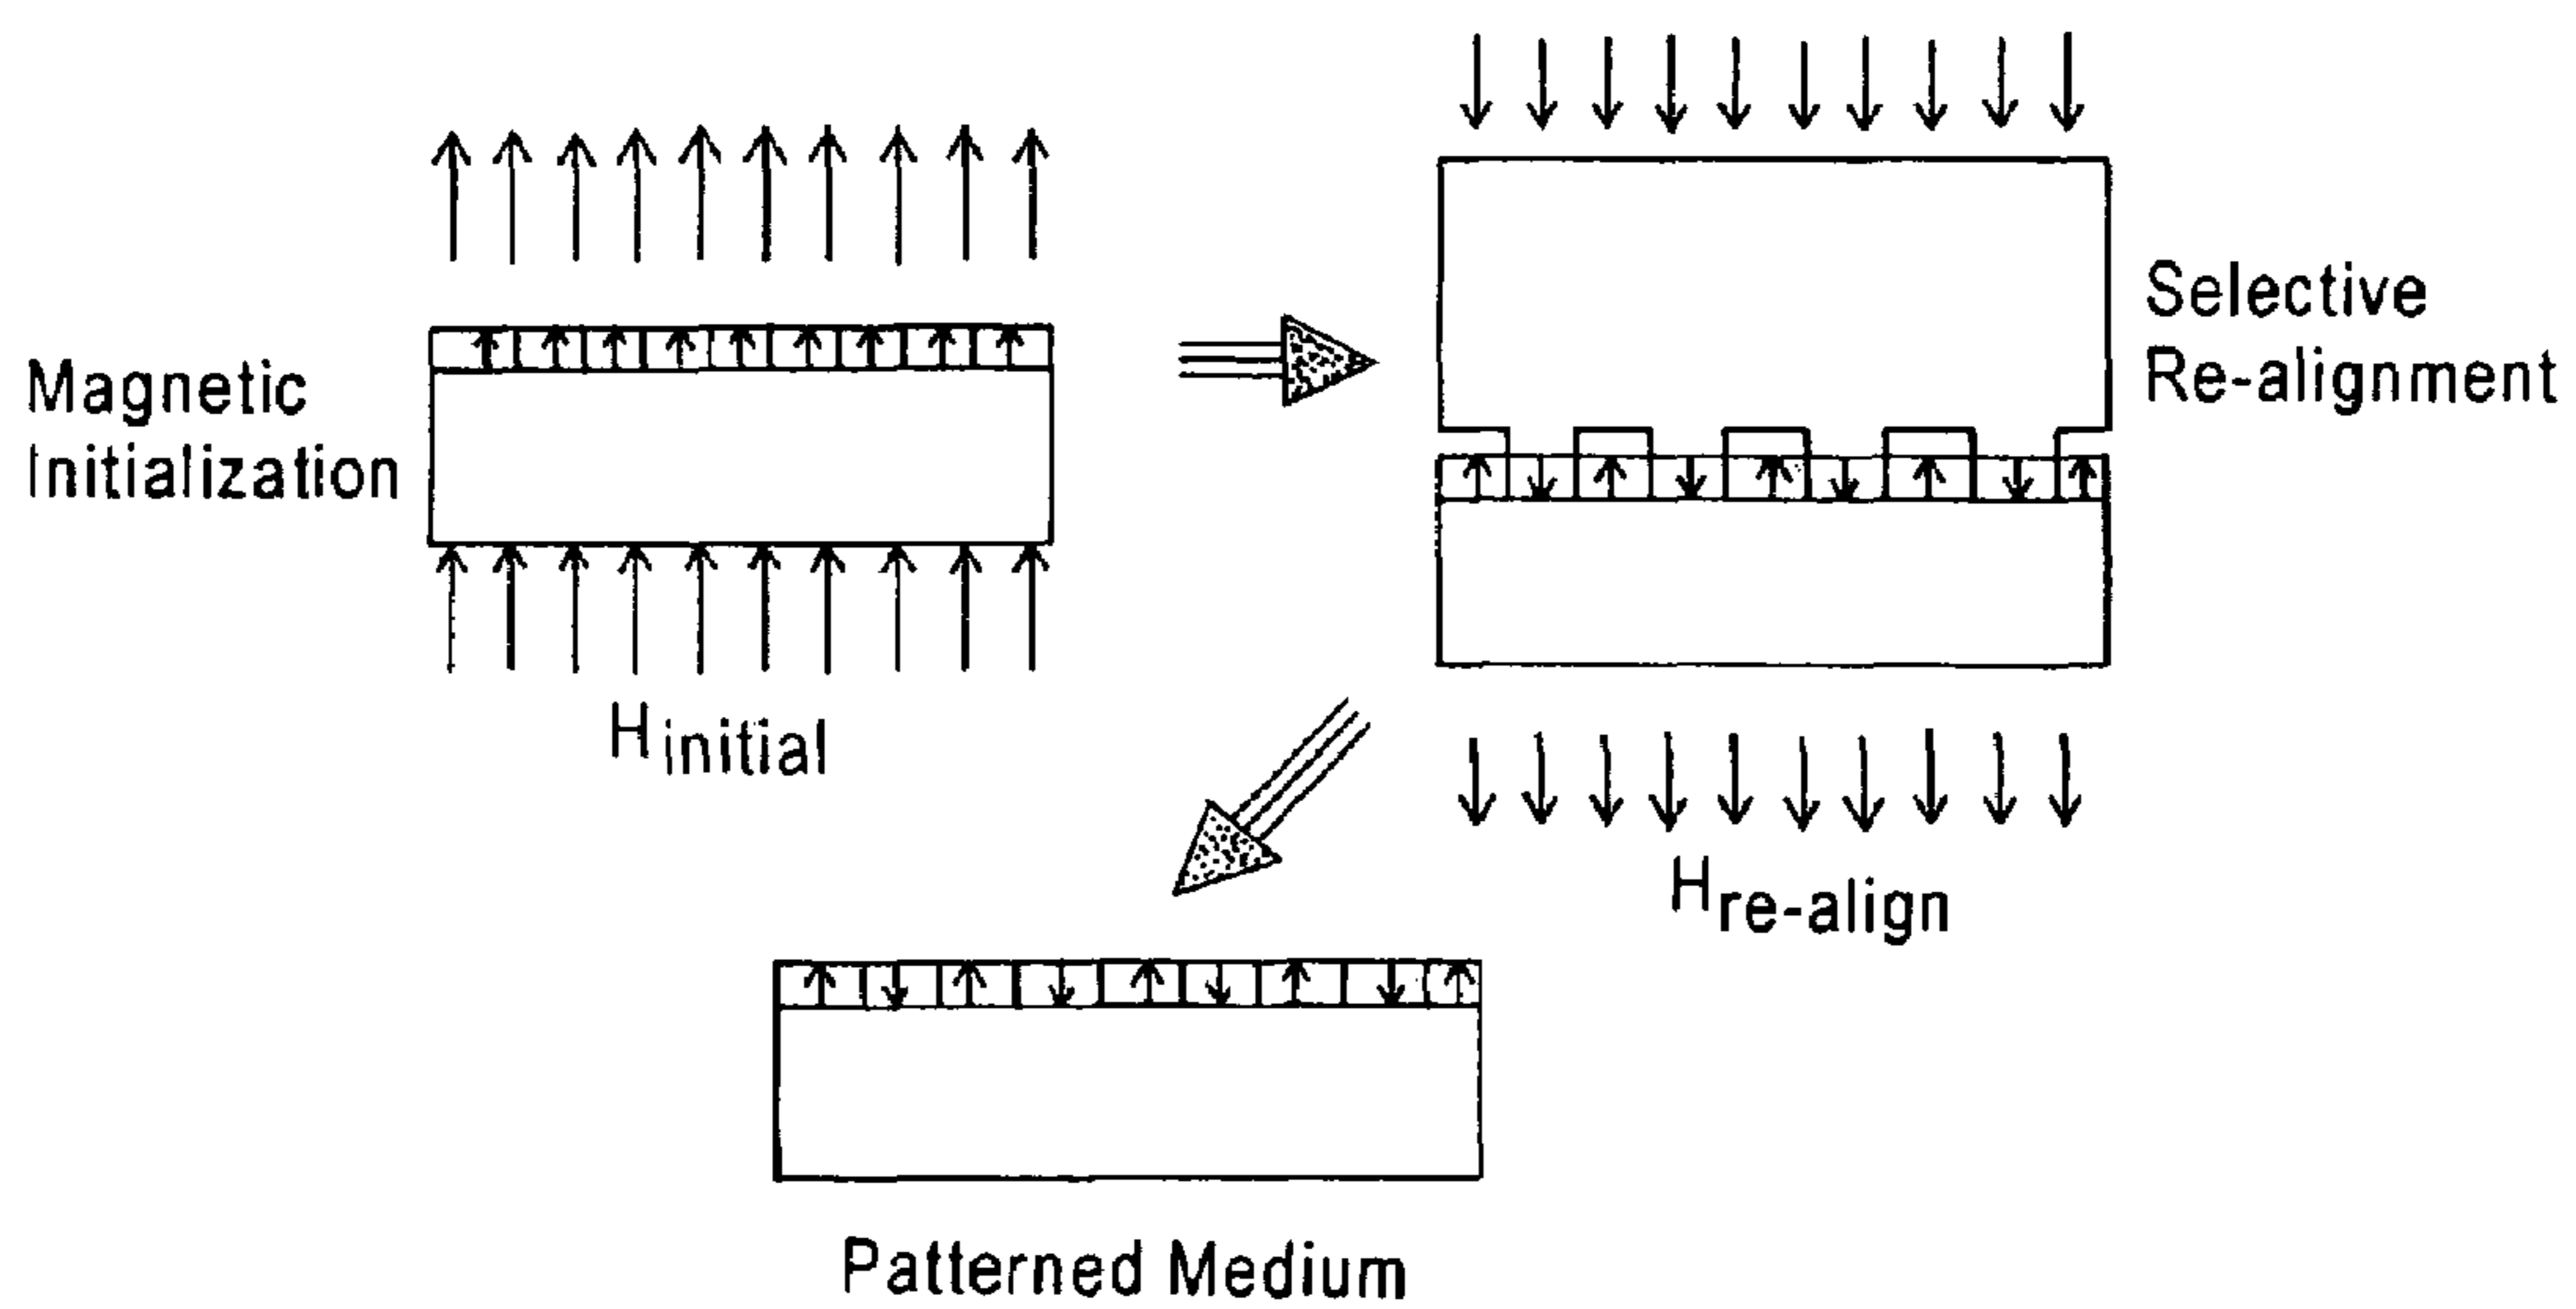 Magnetic
Initialization
Hinitial
Selective
Re-alignment
Hre-align
Patterned Medium